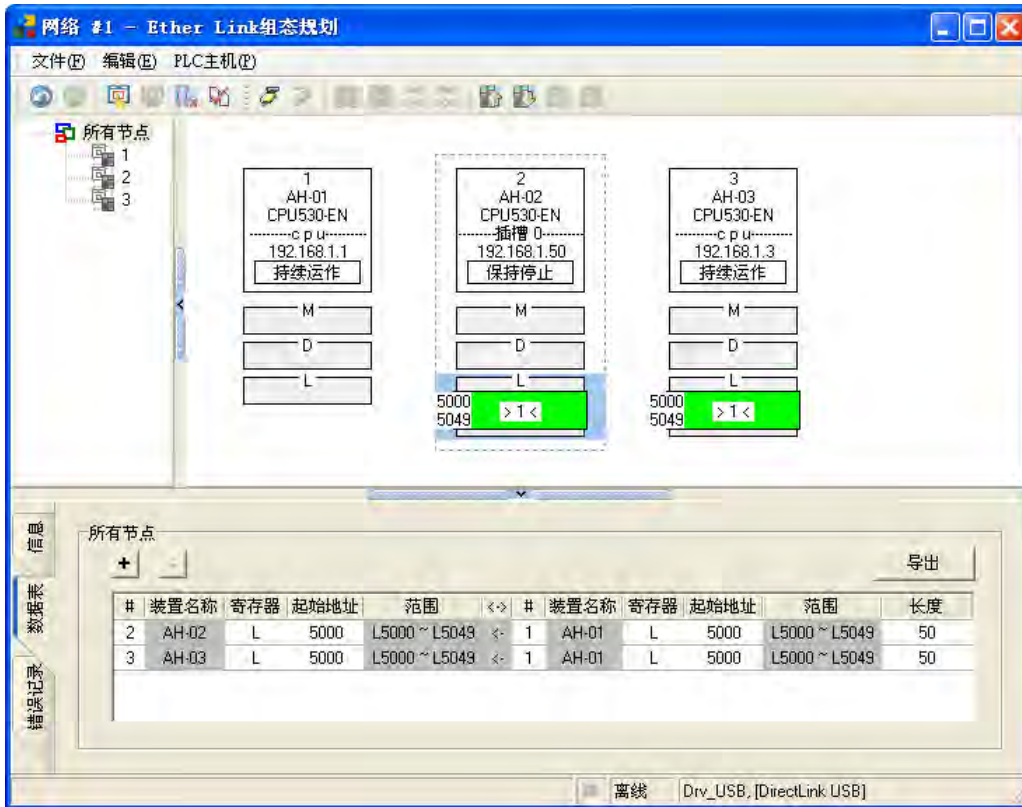 网络 #1 - Ether Link组态规划
文件(F) 编辑(E) PLC主机(P)
所有节点
1
2
3
1
AH-01
CPU530-EN
cpu
192.168.1.1
持续运作
M
D
L
2
AH-02
CPU530-EN
插槽 0
192.168.1.50
保持停止
M
D
L
5000
5049
> 1 <
3
AH-03
CPU530-EN
cpu
192.168.1.3
持续运作
M
D
L
5000
5049
> 1 <
信息
数据表
错误记录
所有节点
+ -
导出
# 装置名称 寄存器 起始地址 范围 <-> # 装置名称 寄存器 起始地址 范围 长度
2 AH-02 L 5000 L5000 ~ L5049 <- 1 AH-01 L 5000 L5000 ~ L5049 50
3 AH-03 L 5000 L5000 ~ L5049 <- 1 AH-01 L 5000 L5000 ~ L5049 50
离线 Drv_USB, [DirectLink USB]